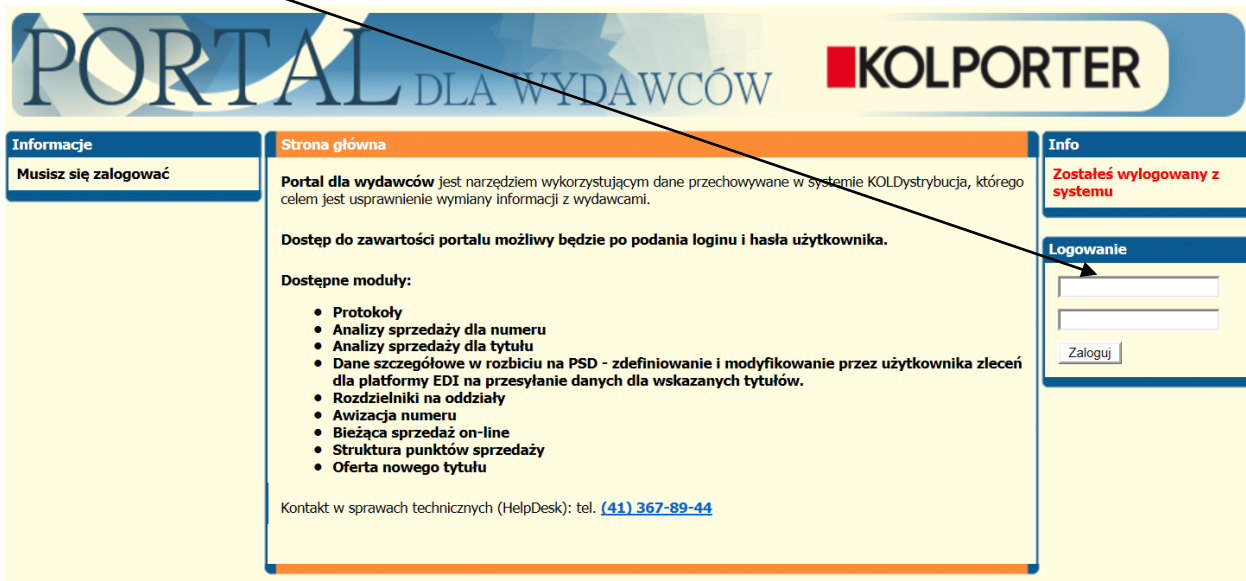 PORTAL DLA WYDAWCÓW
KOLPORTER
Informacje
Musisz się zalogować
Strona główna
Portal dla wydawców jest narzędziem wykorzystującym dane przechowywane w systemie KOLDystrybucja, którego
celem jest usprawnienie wymiany informacji z wydawcami.
Dostęp do zawartości portalu możliwy będzie po podania loginu i hasła użytkownika.
Dostępne moduły:
• Protokoły
• Analizy sprzedaży dla numeru
• Analizy sprzedaży dla tytułu
• Dane szczegółowe w rozbiciu na PSD - zdefiniowanie i modyfikowanie przez użytkownika zleceń
dla platformy EDI na przesyłanie danych dla wskazanych tytułów.
• Rozdzielniki na oddziały
• Awizacja numeru
• Bieżąca sprzedaż on-line
• Struktura punktów sprzedaży
• Oferta nowego tytułu
Kontakt w sprawach technicznych (HelpDesk): tel. (41) 367-89-44
Info
Zostałeś wylogowany z
systemu
Logowanie
Zaloguj